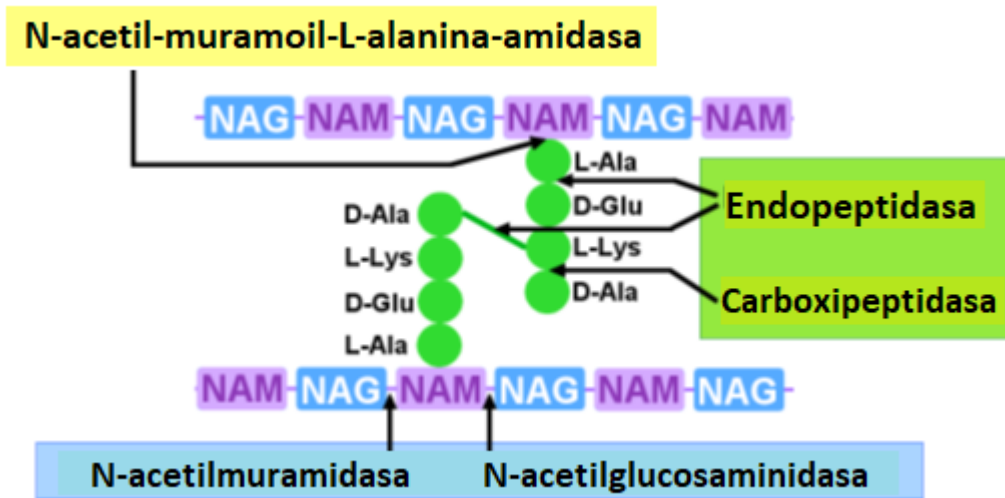 N-acetil-muramoil-L-alanina-amidasa
NAG NAM NAG NAM NAG NAM
L-Ala
D-Glu
L-Lys
D-Ala
Endopeptidasa
Carboxipeptidasa
D-Ala
L-Lys
D-Glu
L-Ala
NAM NAG NAM NAG NAM NAG
N-acetilmuramidasa N-acetilglucosaminidasa